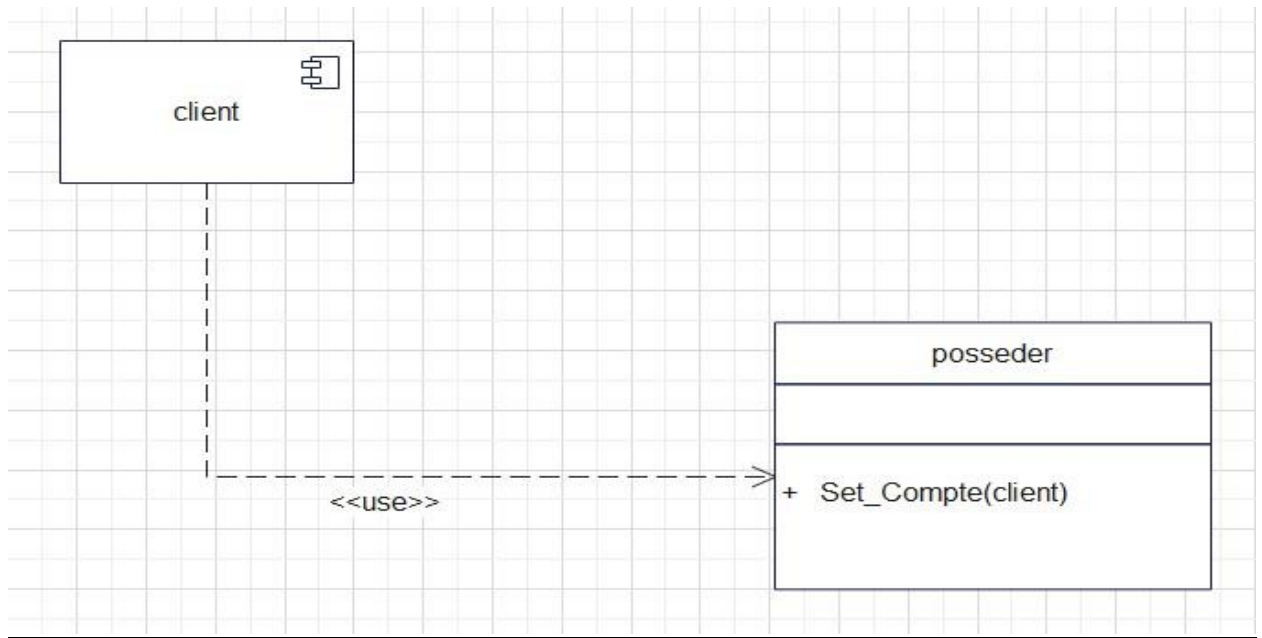 client
posseder
<<use>>
+ Set_Compte(client)